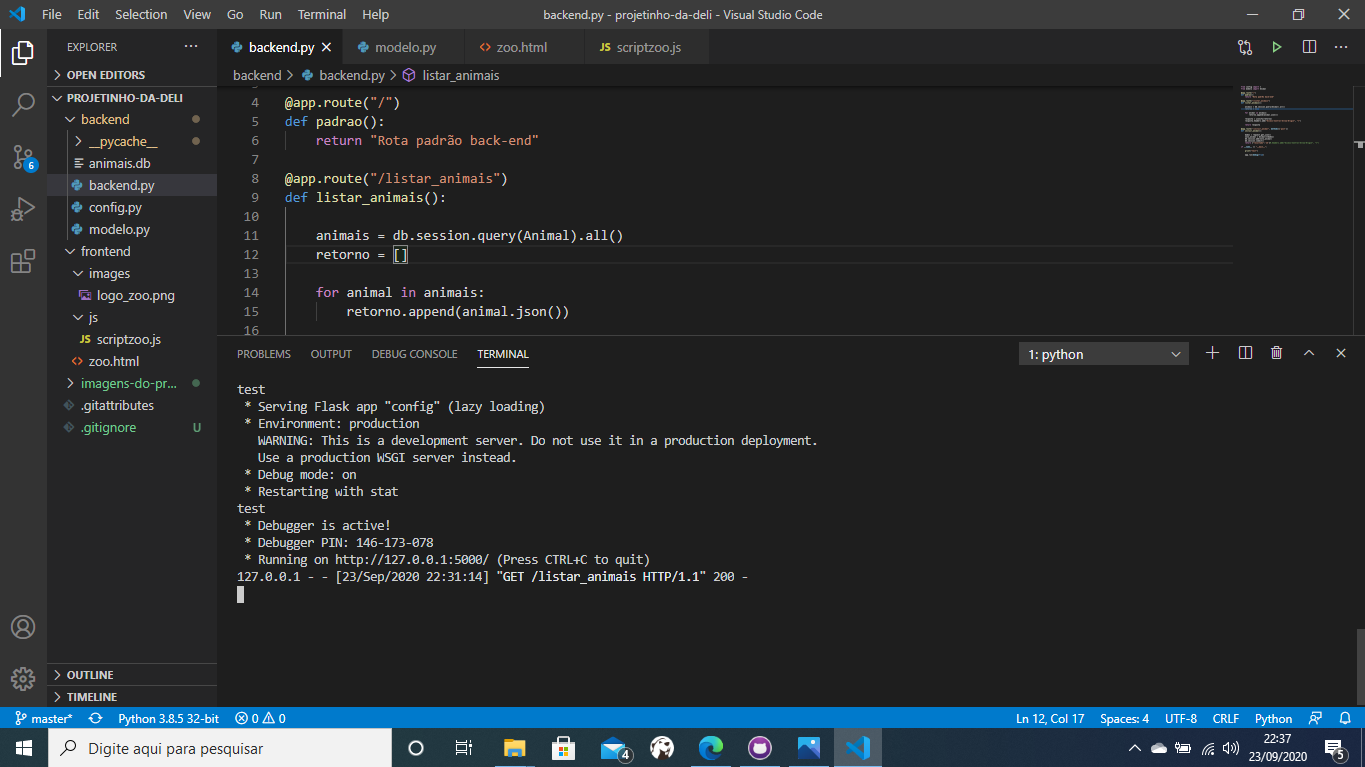 File Edit Selection View Go Run Terminal Help
backend.py - projetinho-da-deli - Visual Studio Code
EXPLORER
OPEN EDITORS
PROJETINHO-DA-DELI
backend
__pycache__
animais.db
backend.py
config.py
modelo.py
frontend
images
logo_zoo.png
js
JS scriptzoo.js
zoo.html
imagens-do-pr...
.gitattributes
.gitignore U
OUTLINE
TIMELINE
6
backend.py modelo.py zoo.html JS scriptzoo.js
backend > backend.py > listar_animais
4 @app.route("/")
5 def padrao():
6 return "Rota padrão back-end"
7
8 @app.route("/listar_animais")
9 def listar_animais():
10
11 animais = db.session.query(Animal).all()
12 retorno = []
13
14 for animal in animais:
15 retorno.append(animal.json())
16
PROBLEMS OUTPUT DEBUG CONSOLE TERMINAL
1: python
test
* Serving Flask app "config" (lazy loading)
* Environment: production
WARNING: This is a development server. Do not use it in a production deployment.
Use a production WSGI server instead.
* Debug mode: on
* Restarting with stat
test
* Debugger is active!
* Debugger PIN: 146-173-078
* Running on http://127.0.0.1:5000/ (Press CTRL+C to quit)
127.0.0.1 - - [23/Sep/2020 22:31:14] "GET /listar_animais HTTP/1.1" 200 -
master* Python 3.8.5 32-bit 0 0 Ln 12, Col 17 Spaces: 4 UTF-8 CRLF Python
Digite aqui para pesquisar
4
22:37
23/09/2020
5